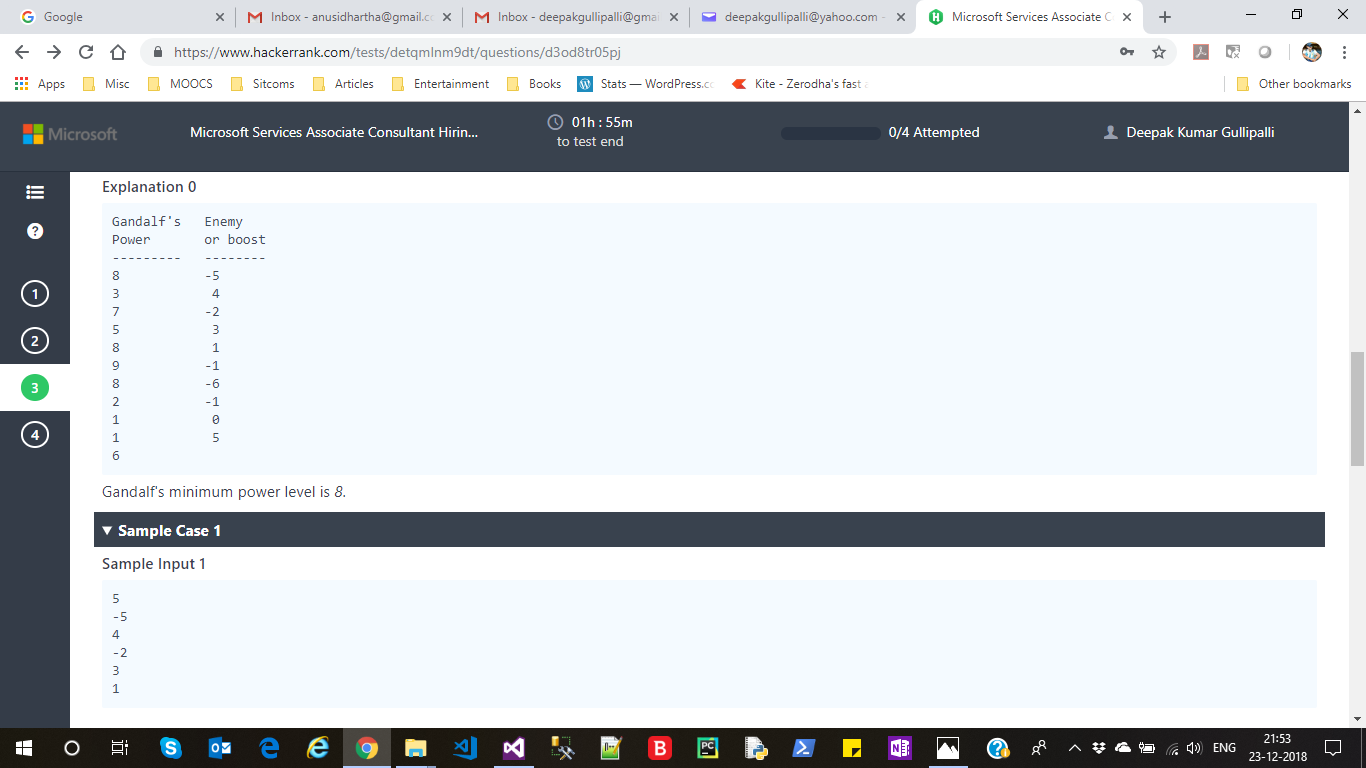 Google
Inbox - anusidhartha@gmail.c
Inbox - deepakgullipalli@gmai
deepakgullipalli@yahoo.com -
Microsoft Services Associate C
https://www.hackerrank.com/tests/detqmlnm9dt/questions/d3od8tr05pj
Apps Misc MOOCS Sitcoms Articles Entertainment Books Stats — WordPress.c Kite - Zerodha's fast Other bookmarks
Microsoft
Microsoft Services Associate Consultant Hirin...
01h : 55m
to test end
0/4 Attempted
Deepak Kumar Gullipalli
?
1
2
3
4
Explanation 0
Gandalf's Enemy
Power or boost
--------- --------
8 -5
3 4
7 -2
5 3
8 1
9 -1
8 -6
2 -1
1 0
1 5
6
Gandalf's minimum power level is 8.
▼ Sample Case 1
Sample Input 1
5
-5
4
-2
3
1
ENG
21:53
23-12-2018